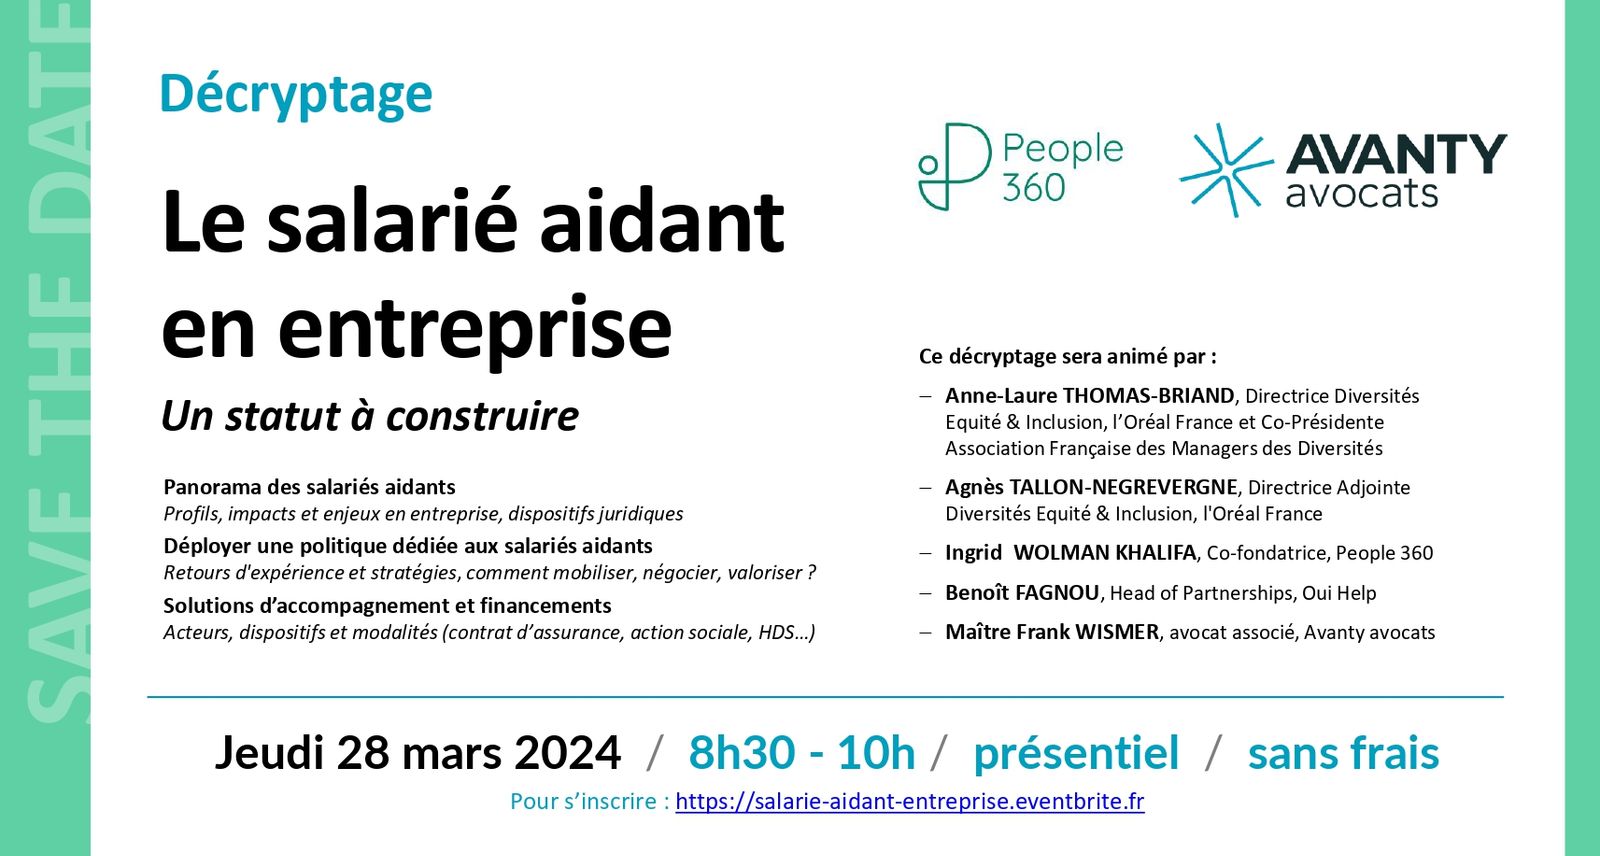 SAVE THE DATE
Décryptage
People
360
AVANTY
avocats
Le salarié aidant
en entreprise
Un statut à construire
Panorama des salariés aidants
Profils, impacts et enjeux en entreprise, dispositifs juridiques
Déployer une politique dédiée aux salariés aidants
Retours d'expérience et stratégies, comment mobiliser, négocier, valoriser ?
Solutions d’accompagnement et financements
Acteurs, dispositifs et modalités (contrat d’assurance, action sociale, HDS...)
Ce décryptage sera animé par :
– Anne-Laure THOMAS-BRIAND, Directrice Diversités
Equité & Inclusion, l’Oréal France et Co-Présidente
Association Française des Managers des Diversités
– Agnès TALLON-NEGREVERGNE, Directrice Adjointe
Diversités Equité & Inclusion, l'Oréal France
– Ingrid  WOLMAN KHALIFA, Co-fondatrice, People 360
– Benoît FAGNOU, Head of Partnerships, Oui Help
– Maître Frank WISMER, avocat associé, Avanty avocats
Jeudi 28 mars 2024 / 8h30 - 10h / présentiel / sans frais
Pour s’inscrire : https://salarie-aidant-entreprise.eventbrite.fr